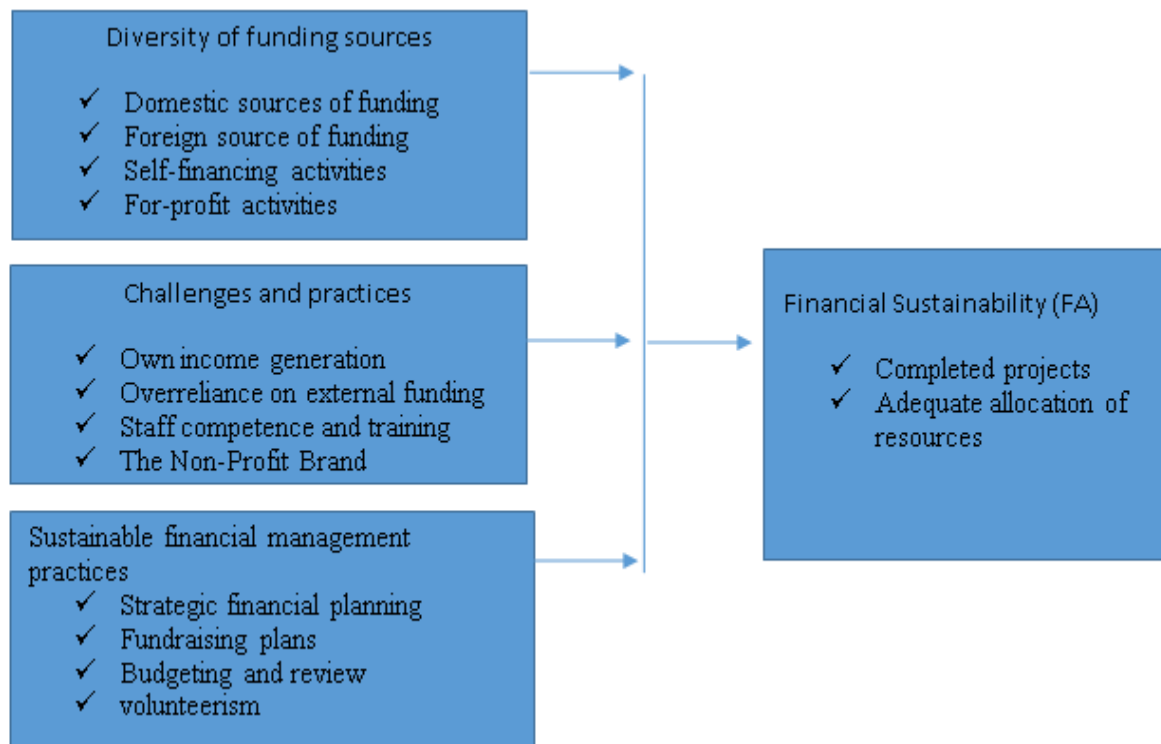 Diversity of funding sources
✓ Domestic sources of funding
✓ Foreign source of funding
✓ Self-financing activities
✓ For-profit activities
Challenges and practices
✓ Own income generation
✓ Overreliance on external funding
✓ Staff competence and training
✓ The Non-Profit Brand
Sustainable financial management
practices
✓ Strategic financial planning
✓ Fundraising plans
✓ Budgeting and review
✓ volunteerism
Financial Sustainability (FA)
✓ Completed projects
✓ Adequate allocation of
resources